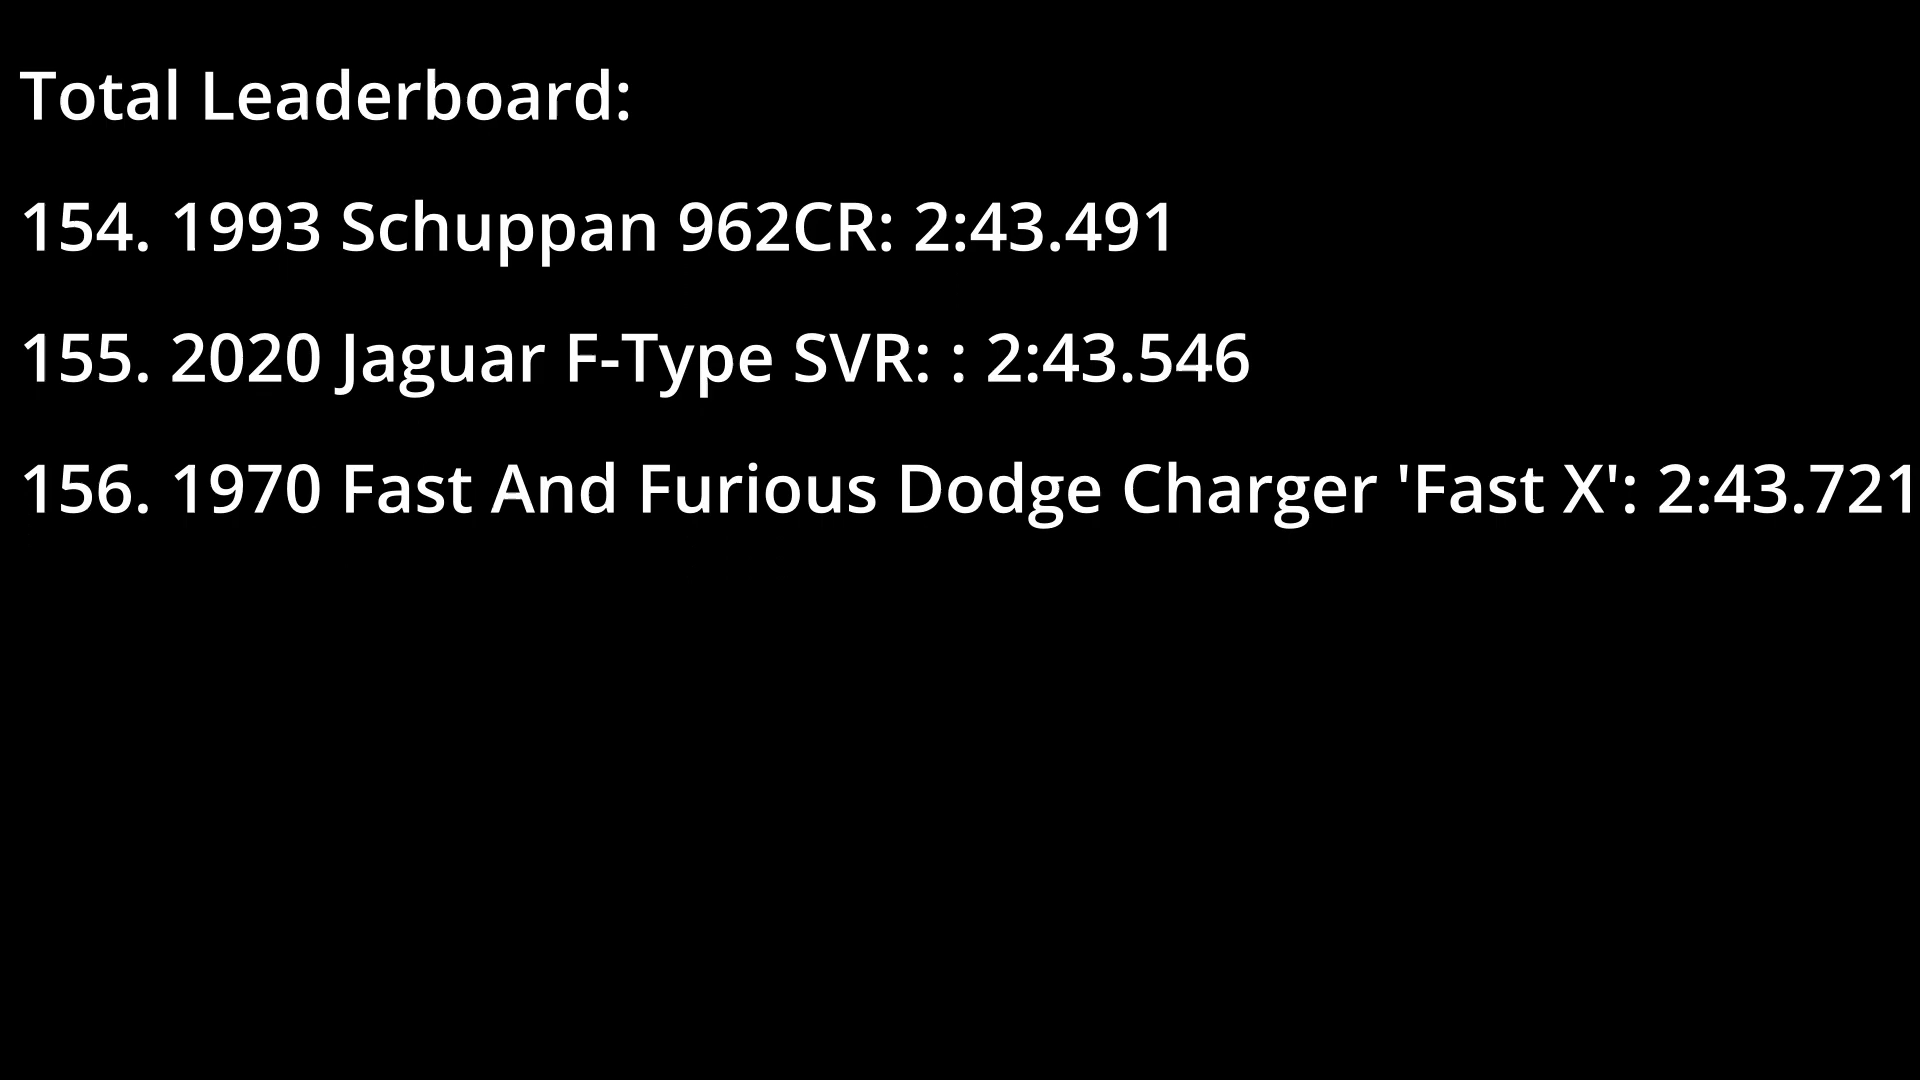 Total Leaderboard:
154. 1993 Schuppan 962CR: 2:43.491
155. 2020 Jaguar F-Type SVR: : 2:43.546
156. 1970 Fast And Furious Dodge Charger 'Fast X': 2:43.721